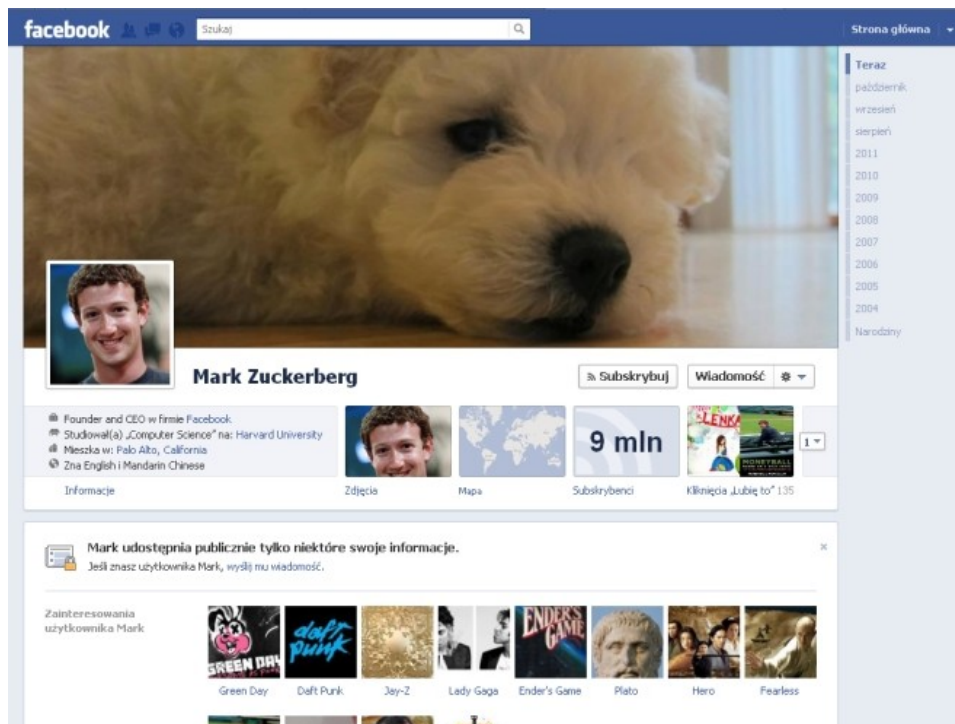 facebook
Szukaj
Strona główna
Teraz
październik
wrzesień
sierpień
2011
2010
2009
2008
2007
2006
2005
2004
Narodziny
Mark Zuckerberg
Subskrybuj
Wiadomość
Founder and CEO w firmie Facebook
Studiował(a) „Computer Science” na: Harvard University
Mieszka w: Palo Alto, California
Zna English i Mandarin Chinese
Informacje
Zdjęcia
Mapa
9 mln
Subskrybenci
LENKA
MONEYBALL
Kliknięcia „Lubię to” 135
1
Mark udostępnia publicznie tylko niektóre swoje informacje.
Jeśli znasz użytkownika Mark, wyślij mu wiadomość.
Zainteresowania
użytkownika Mark
GREEN DAY
daft punk
ENDER'S GAME
Green Day
Daft Punk
Jay-Z
Lady Gaga
Ender's Game
Plato
Hero
Fearless